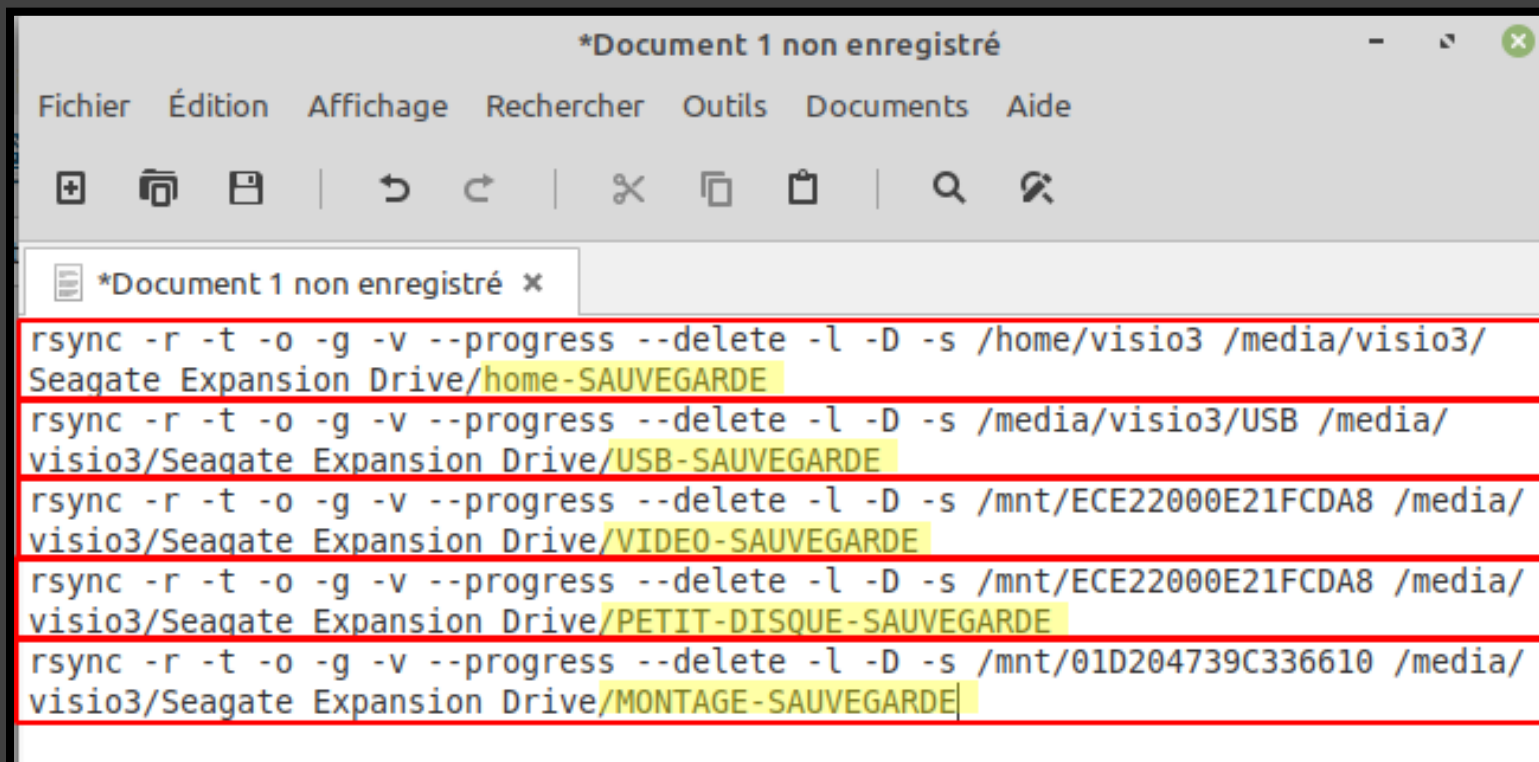 *Document 1 non enregistré
Fichier Édition Affichage Rechercher Outils Documents Aide
*Document 1 non enregistré
rsync -r -t -o -g -v --progress --delete -l -D -s /home/visio3 /media/visio3/
Seagate Expansion Drive/home-SAUVEGARDE
rsync -r -t -o -g -v --progress --delete -l -D -s /media/visio3/USB /media/
visio3/Seagate Expansion Drive/USB-SAUVEGARDE
rsync -r -t -o -g -v --progress --delete -l -D -s /mnt/ECE22000E21FCDA8 /media/
visio3/Seagate Expansion Drive/VIDEO-SAUVEGARDE
rsync -r -t -o -g -v --progress --delete -l -D -s /mnt/ECE22000E21FCDA8 /media/
visio3/Seagate Expansion Drive/PETIT-DISQUE-SAUVEGARDE
rsync -r -t -o -g -v --progress --delete -l -D -s /mnt/01D204739C336610 /media/
visio3/Seagate Expansion Drive/MONTAGE-SAUVEGARDE